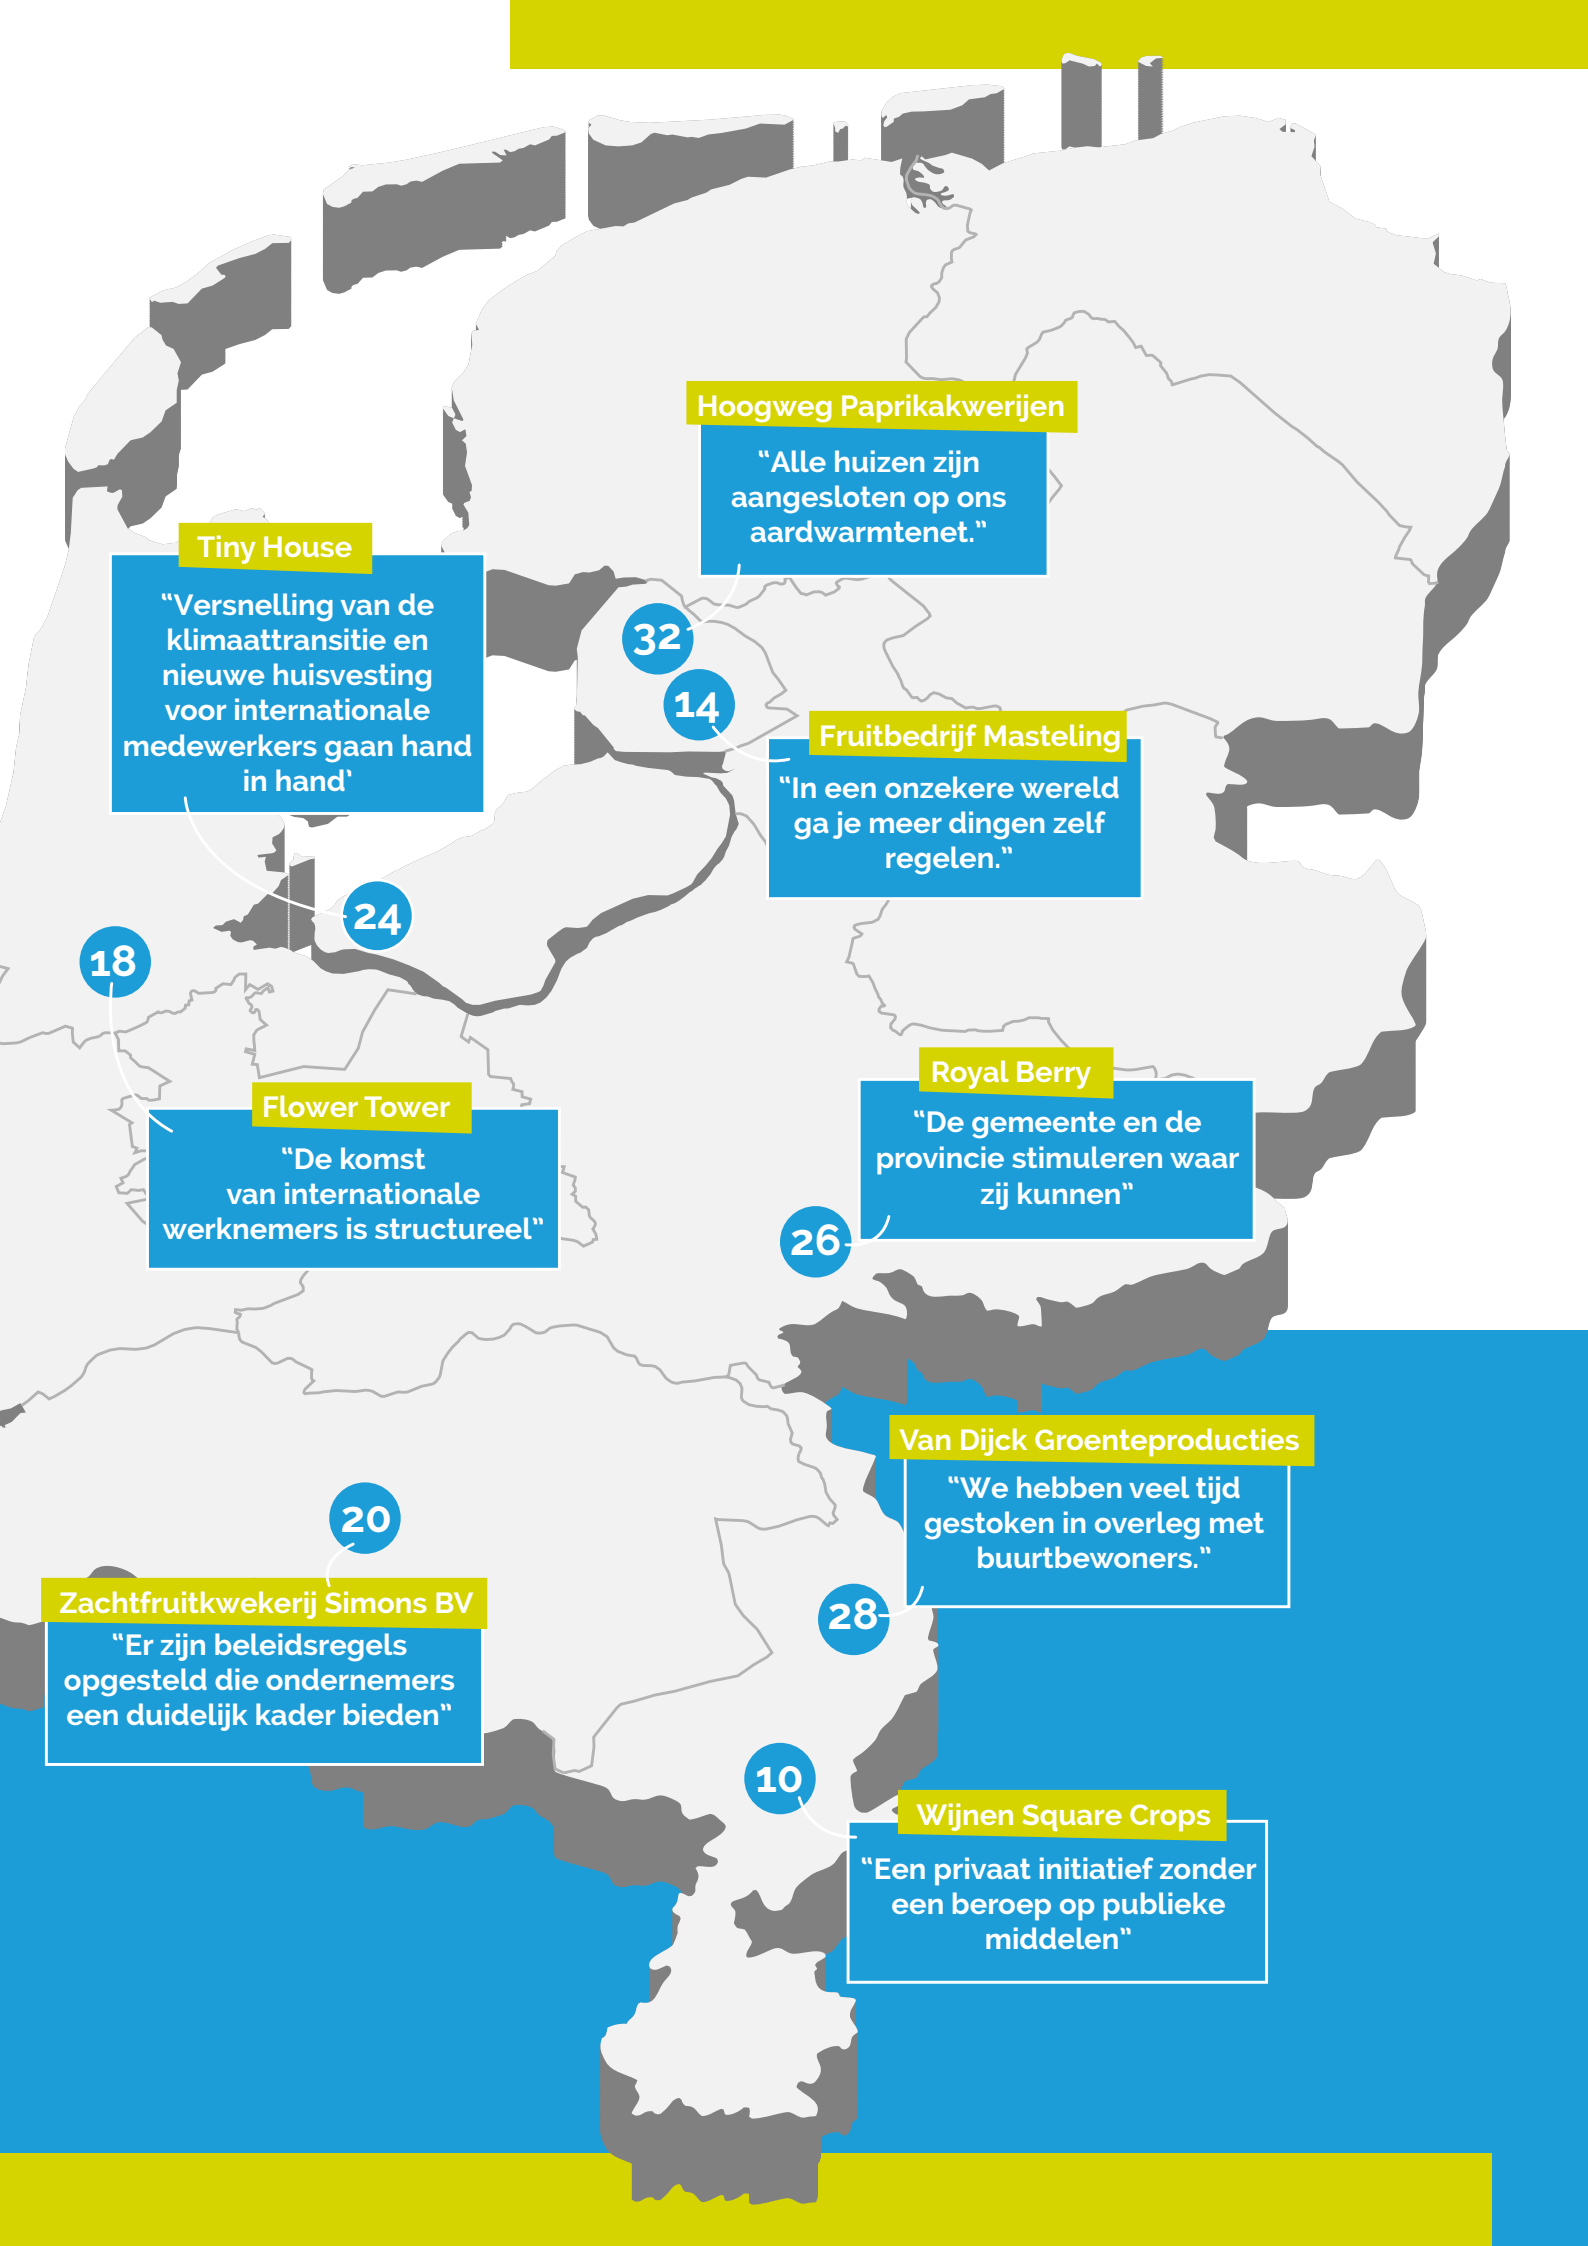 Hoogweg Paprikakwerijen
“Alle huizen zijn
aangesloten op ons
aardwarmtenet.”
32
Tiny House
“Versnelling van de
klimaattransitie en
nieuwe huisvesting
voor internationale
medewerkers gaan hand
in hand’
24
14
Fruitbedrijf Masteling
“In een onzekere wereld
ga je meer dingen zelf
regelen.”
18
Flower Tower
“De komst
van internationale
werknemers is structureel”
Royal Berry
“De gemeente en de
provincie stimuleren waar
zij kunnen”
26
Van Dijck Groenteproducties
“We hebben veel tijd
gestoken in overleg met
buurtbewoners.”
28
20
Zachtfruitkwekerij Simons BV
“Er zijn beleidsregels
opgesteld die ondernemers
een duidelijk kader bieden”
10
Wijnen Square Crops
“Een privaat initiatief zonder
een beroep op publieke
middelen”